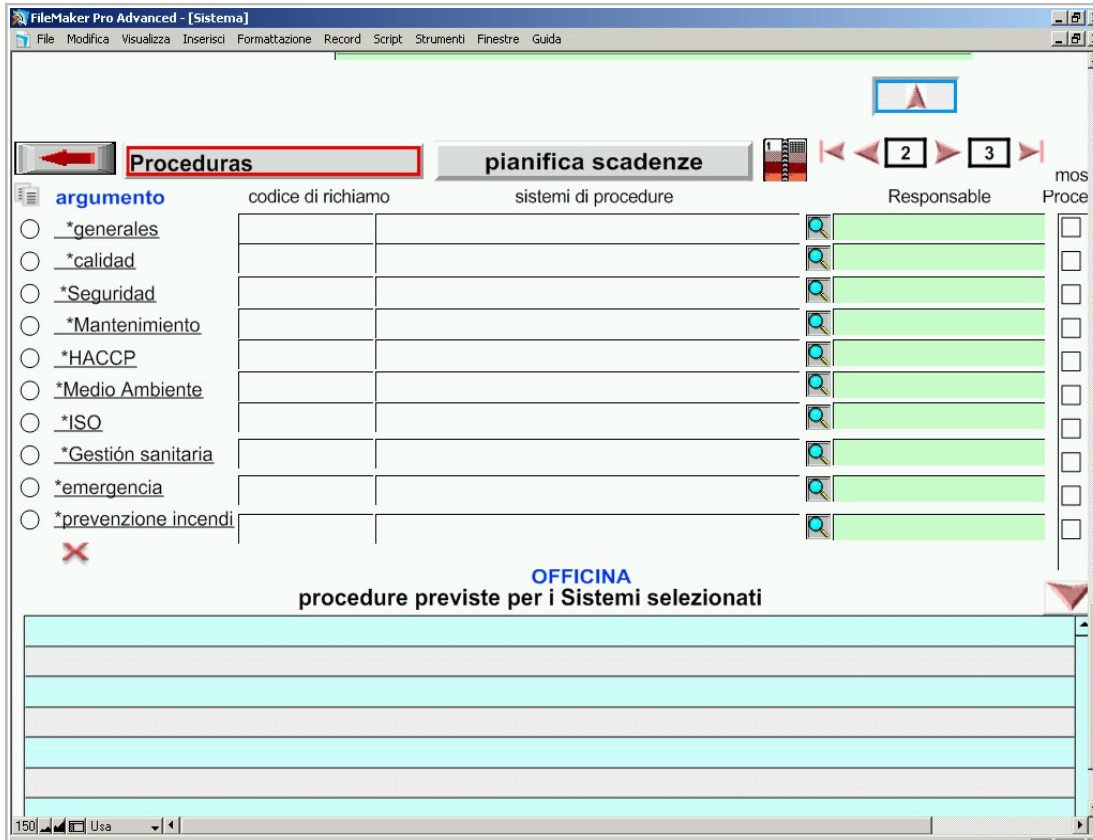 FileMaker Pro Advanced - [Sistema]
File Modifica Visualizza Inserisci Formattazione Record Script Strumenti Finestre Guida
Proceduras pianifica scadenze 1 2 3
mos
argumento codice di richiamo sistemi di procedure Responsable Proce
*generales
*calidad
*Seguridad
*Mantenimiento
*HACCP
*Medio Ambiente
*ISO
*Gestión sanitaria
*emergencia
*prevenzione incendi
OFFICINA
procedure previste per i Sistemi selezionati
150 Usa